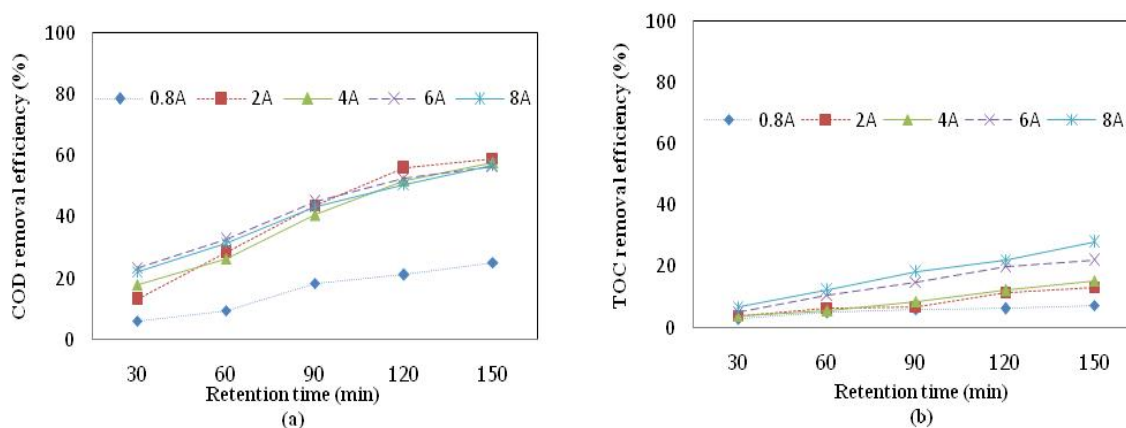 COD removal efficiency (%)
100
80
60
40
20
0
0.8A 2A 4A 6A 8A
30 60 90 120 150
Retention time (min)
(a)
TOC removal efficiency (%)
100
80
60
40
20
0
0.8A 2A 4A 6A 8A
30 60 90 120 150
Retention time (min)
(b)